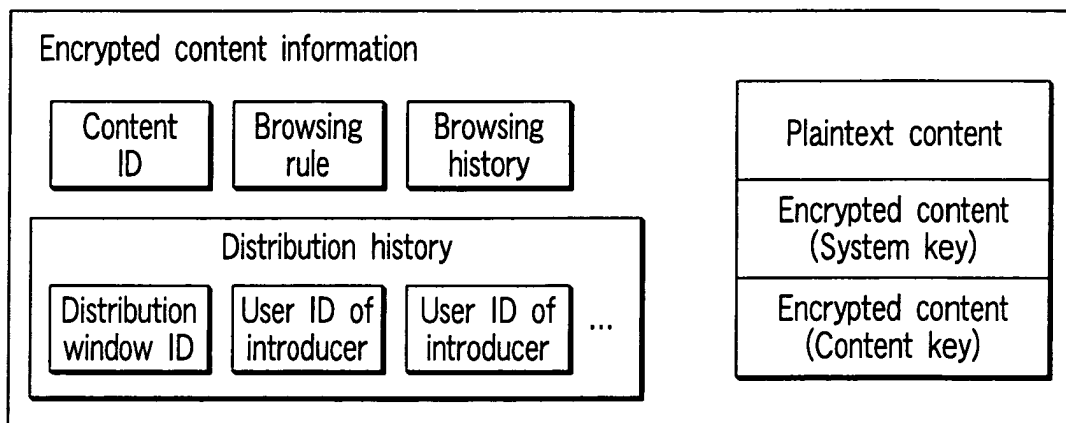 Encrypted content information
Content
ID
Browsing
rule
Browsing
history
Distribution history
Distribution
window ID
User ID of
introducer
User ID of
introducer
...
Plaintext content
Encrypted content
(System key)
Encrypted content
(Content key)